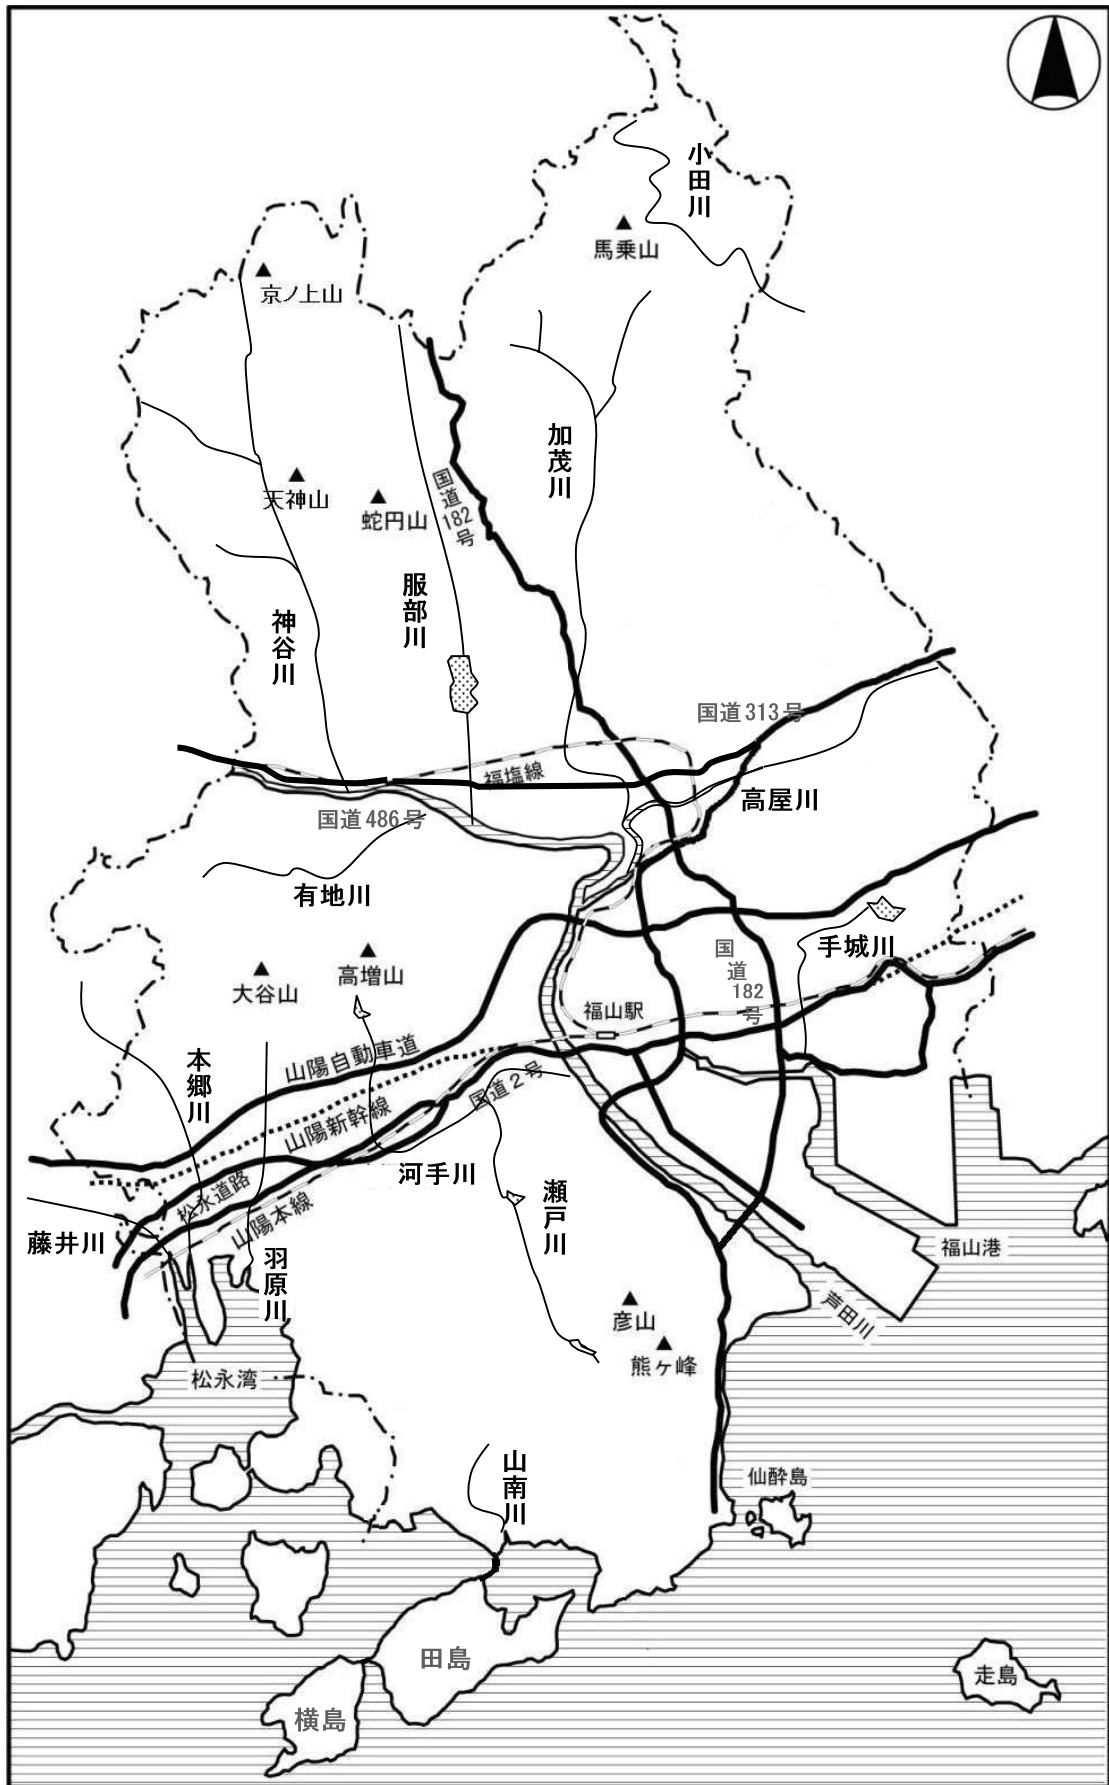 小田川
馬乗山
京ノ上山
加茂川
国道182号
天神山
蛇円山
服部川
神谷川
国道313号
福塩線
高屋川
国道486号
有地川
手城川
国道182号
高増山
大谷山
福山駅
山陽自動車道
本郷川
国道2号
山陽新幹線
河手川
瀬戸川
松永道路
山陽本線
藤井川
羽原川
福山港
芦田川
彦山
熊ヶ峰
松永湾
山南川
仙酔島
田島
走島
横島